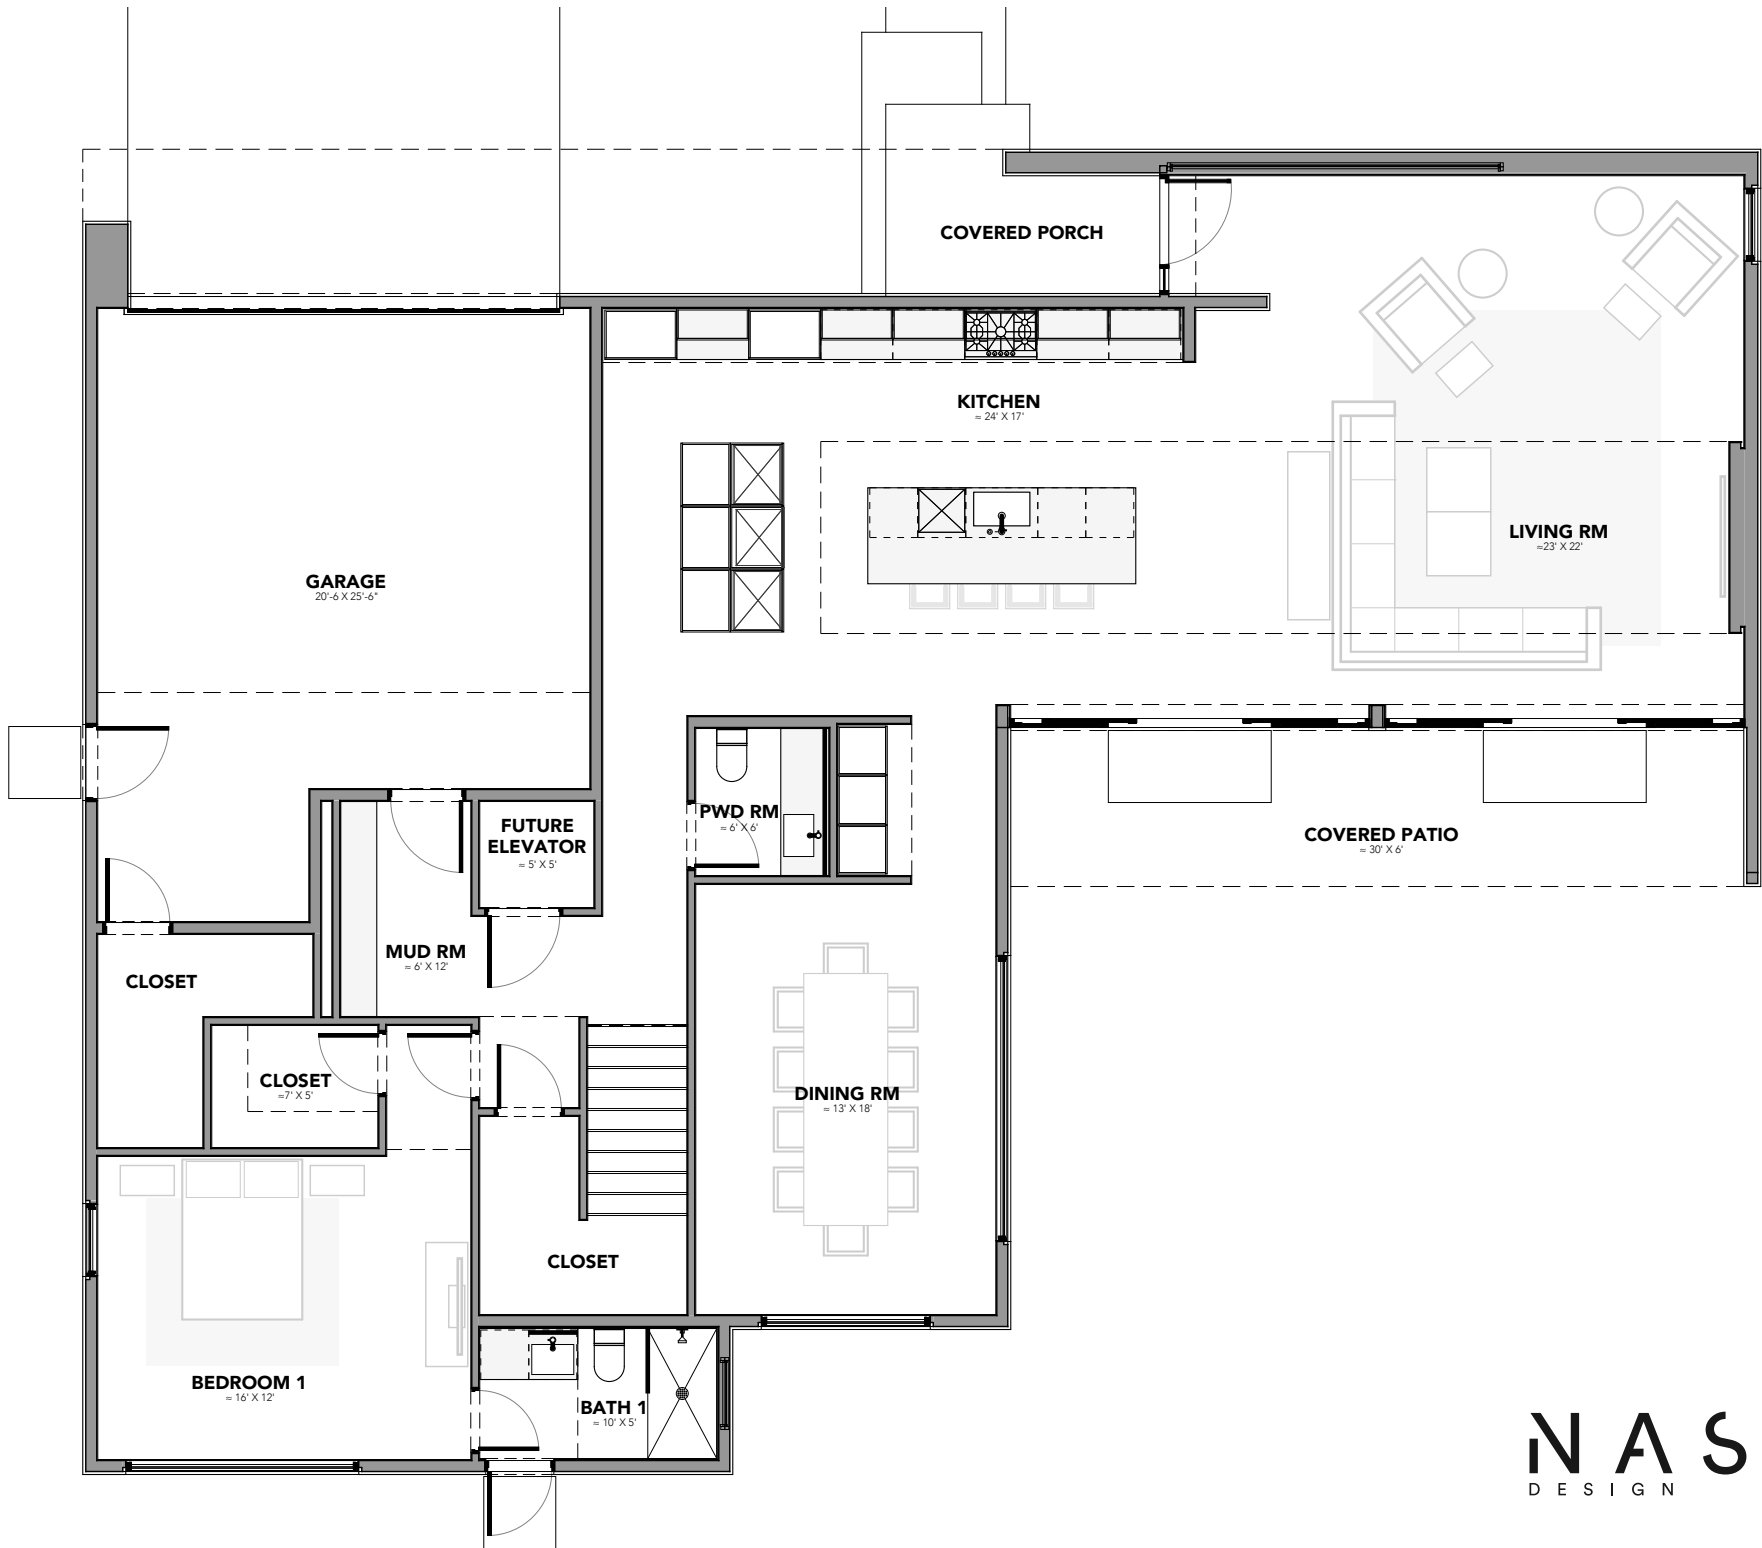 COVERED PORCH
KITCHEN
≈ 24' X 17'
LIVING RM
≈23' X 22'
GARAGE
20'-6 X 25'-6"
PWD RM
≈ 6' X 6'
FUTURE
ELEVATOR
≈ 5' X 5'
COVERED PATIO
≈ 30' X 6'
MUD RM
≈ 6' X 12'
CLOSET
CLOSET
≈7' X 5'
DINING RM
≈ 13' X 18'
CLOSET
BEDROOM 1
≈ 16' X 12'
BATH 1
≈ 10' X 5'
NAS
DESIGN